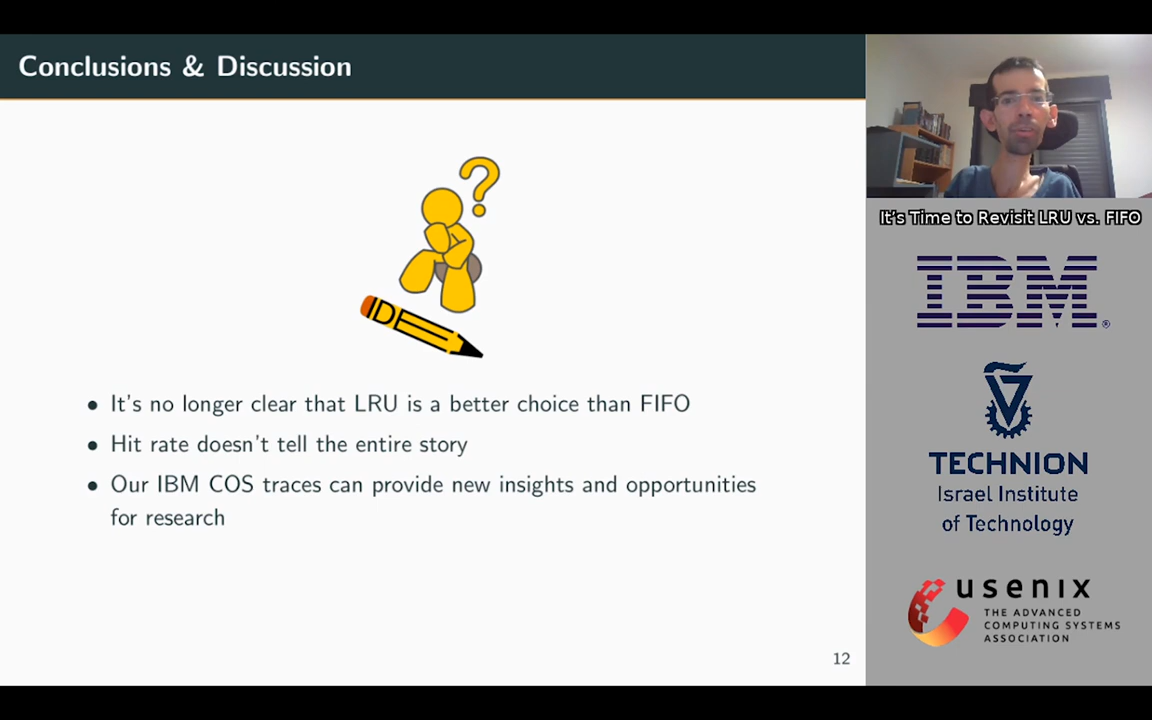 Conclusions & Discussion
IDE
• It's no longer clear that LRU is a better choice than FIFO
• Hit rate doesn't tell the entire story
• Our IBM COS traces can provide new insights and opportunities
for research
12
It's Time to Revisit LRU vs. FIFO
IBM®
TECHNION
Israel Institute
of Technology
usenix
THE ADVANCED
COMPUTING SYSTEMS
ASSOCIATION